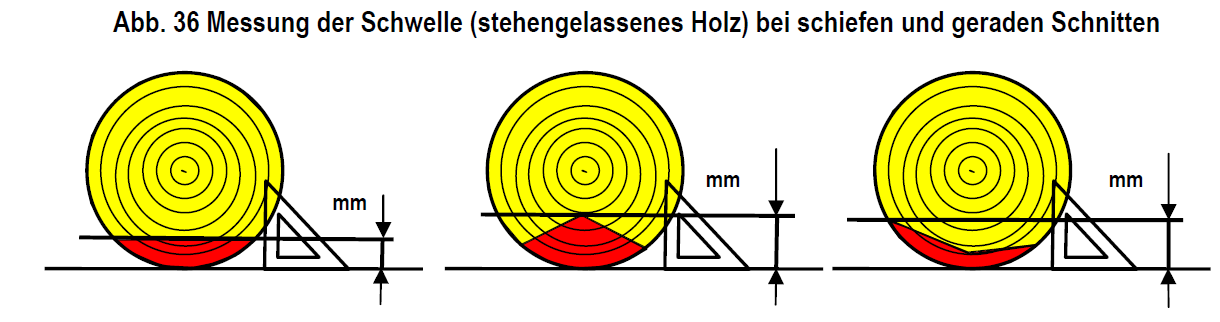 Abb. 36 Messung der Schwelle (stehengelassenes Holz) bei schiefen und geraden Schnitten
mm
mm
mm